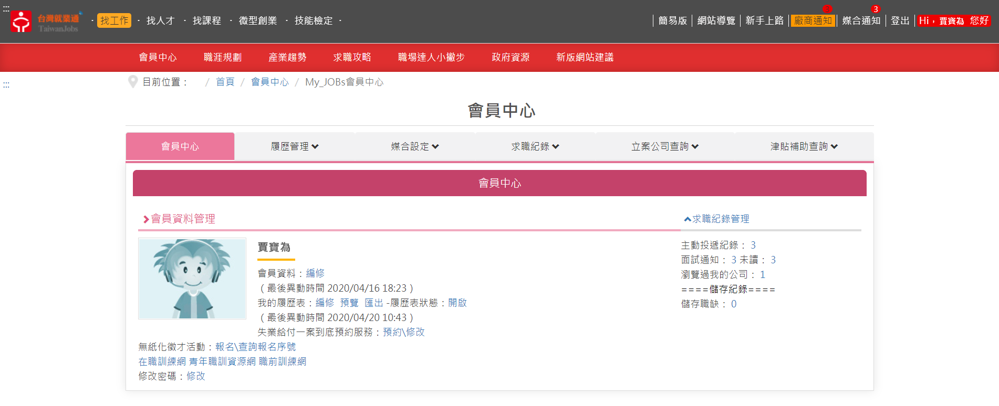 :::
台灣就業通
TaiwanJobs
· 找工作 · 找人才 · 找課程 · 微型創業 · 技能檢定 ·
3 3
| 簡易版 | 網站導覽 | 新手上路 | 廠商通知 | 媒合通知 | 登出 | Hi，賈寶為 您好
會員中心 職涯規劃 產業趨勢 求職攻略 職場達人小撇步 政府資源 新版網站建議
:::
目前位置： / 首頁 / 會員中心 / My_JOBs會員中心
會員中心
會員中心 履歷管理 媒合設定 求職紀錄 立案公司查詢 津貼補助查詢
會員中心
會員資料管理
賈寶為
會員資料：編修
（最後異動時間 2020/04/16 18:23）
我的履歷表：編修 預覽 匯出 -履歷表狀態：開啟
（最後異動時間 2020/04/20 10:43）
失業給付一案到底預約服務：預約\修改
無紙化徵才活動：報名\查詢報名序號
在職訓練網 青年職訓資源網 職前訓練網
修改密碼：修改
求職紀錄管理
主動投遞紀錄： 3
面試通知： 3 未讀： 3
瀏覽過我的公司： 1
====儲存紀錄====
儲存職缺： 0